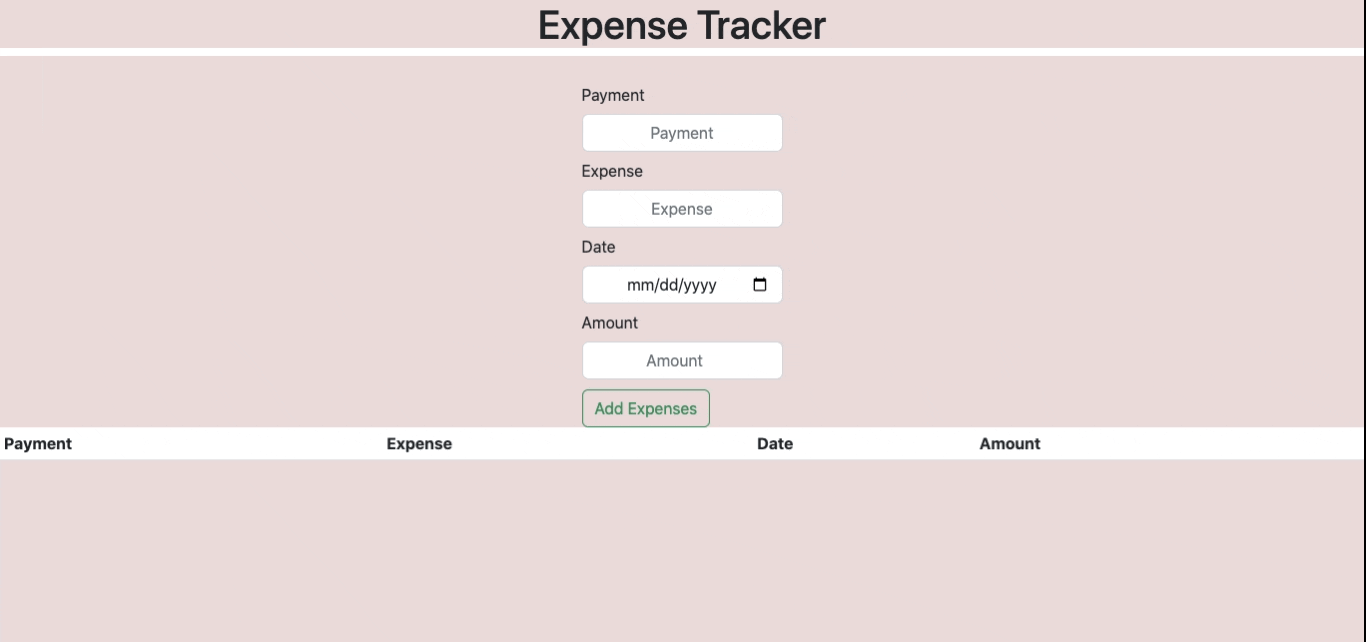 Expense Tracker
Payment
Payment
Expense
Expense
Date
mm/dd/yyyy
Amount
Amount
Add Expenses
Payment Expense Date Amount